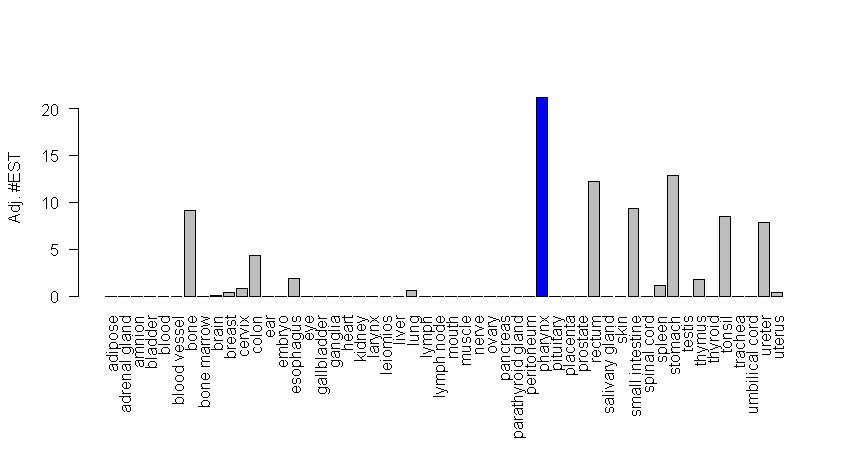 Adj. #EST
20
15
10
5
0
adipose
adrenal gland
amnion
bladder
blood
blood vessel
bone
bone marrow
brain
breast
cervix
colon
ear
embryo
esophagus
eye
gallbladder
ganglia
heart
kidney
larynx
leiomios
liver
lung
lymph
lymph node
mouth
muscle
nerve
ovary
pancreas
parathyroid gland
peritoneum
pharynx
pituitary
placenta
prostate
rectum
salivary gland
skin
small intestine
spinal cord
spleen
stomach
testis
thymus
thyroid
tonsil
trachea
umbilical cord
ureter
uterus